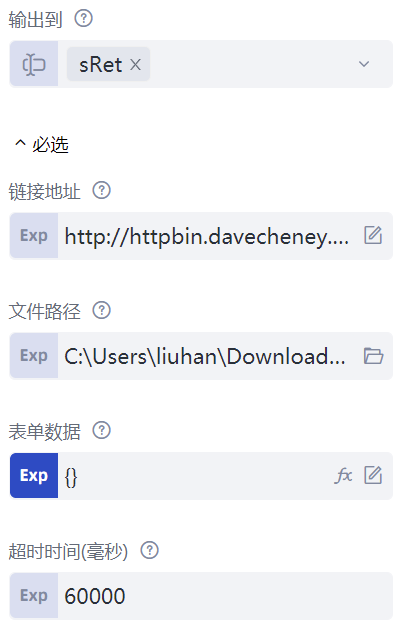 输出到
sRet
必选
链接地址
Exp http://httpbin.davecheney....
文件路径
Exp C:\Users\liuhan\Download...
表单数据
Exp {} fx
超时时间(毫秒)
Exp 60000